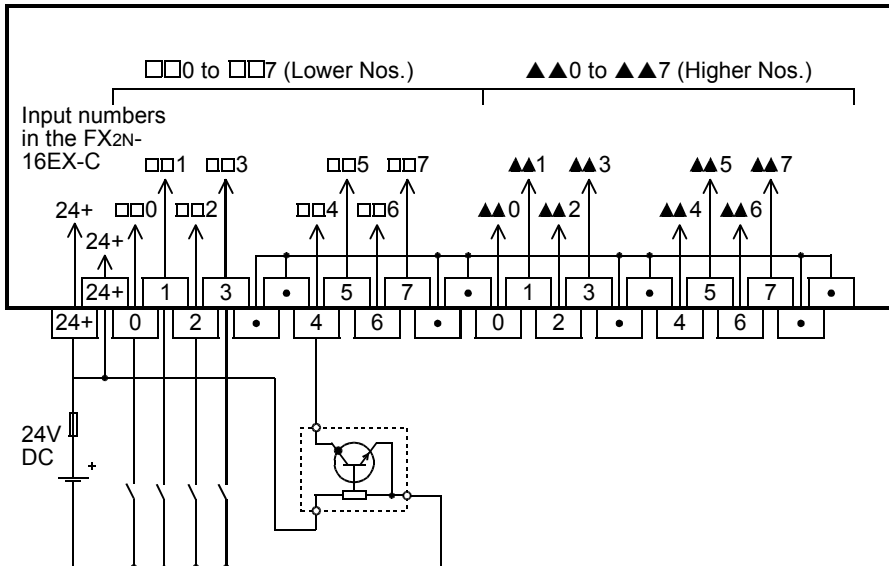 □□0 to □□7 (Lower Nos.) ▲▲0 to ▲▲7 (Higher Nos.)
Input numbers
in the FX2N-
16EX-C
□□1 □□3 □□5 □□7 ▲▲1 ▲▲3 ▲▲5 ▲▲7
24+ □□0 □□2 □□4 □□6 ▲▲0 ▲▲2 ▲▲4 ▲▲6
24+
24+ 1 3 • 5 7 • 1 3 • 5 7 •
24+ 0 2 • 4 6 • 0 2 • 4 6 •
24V
DC
+